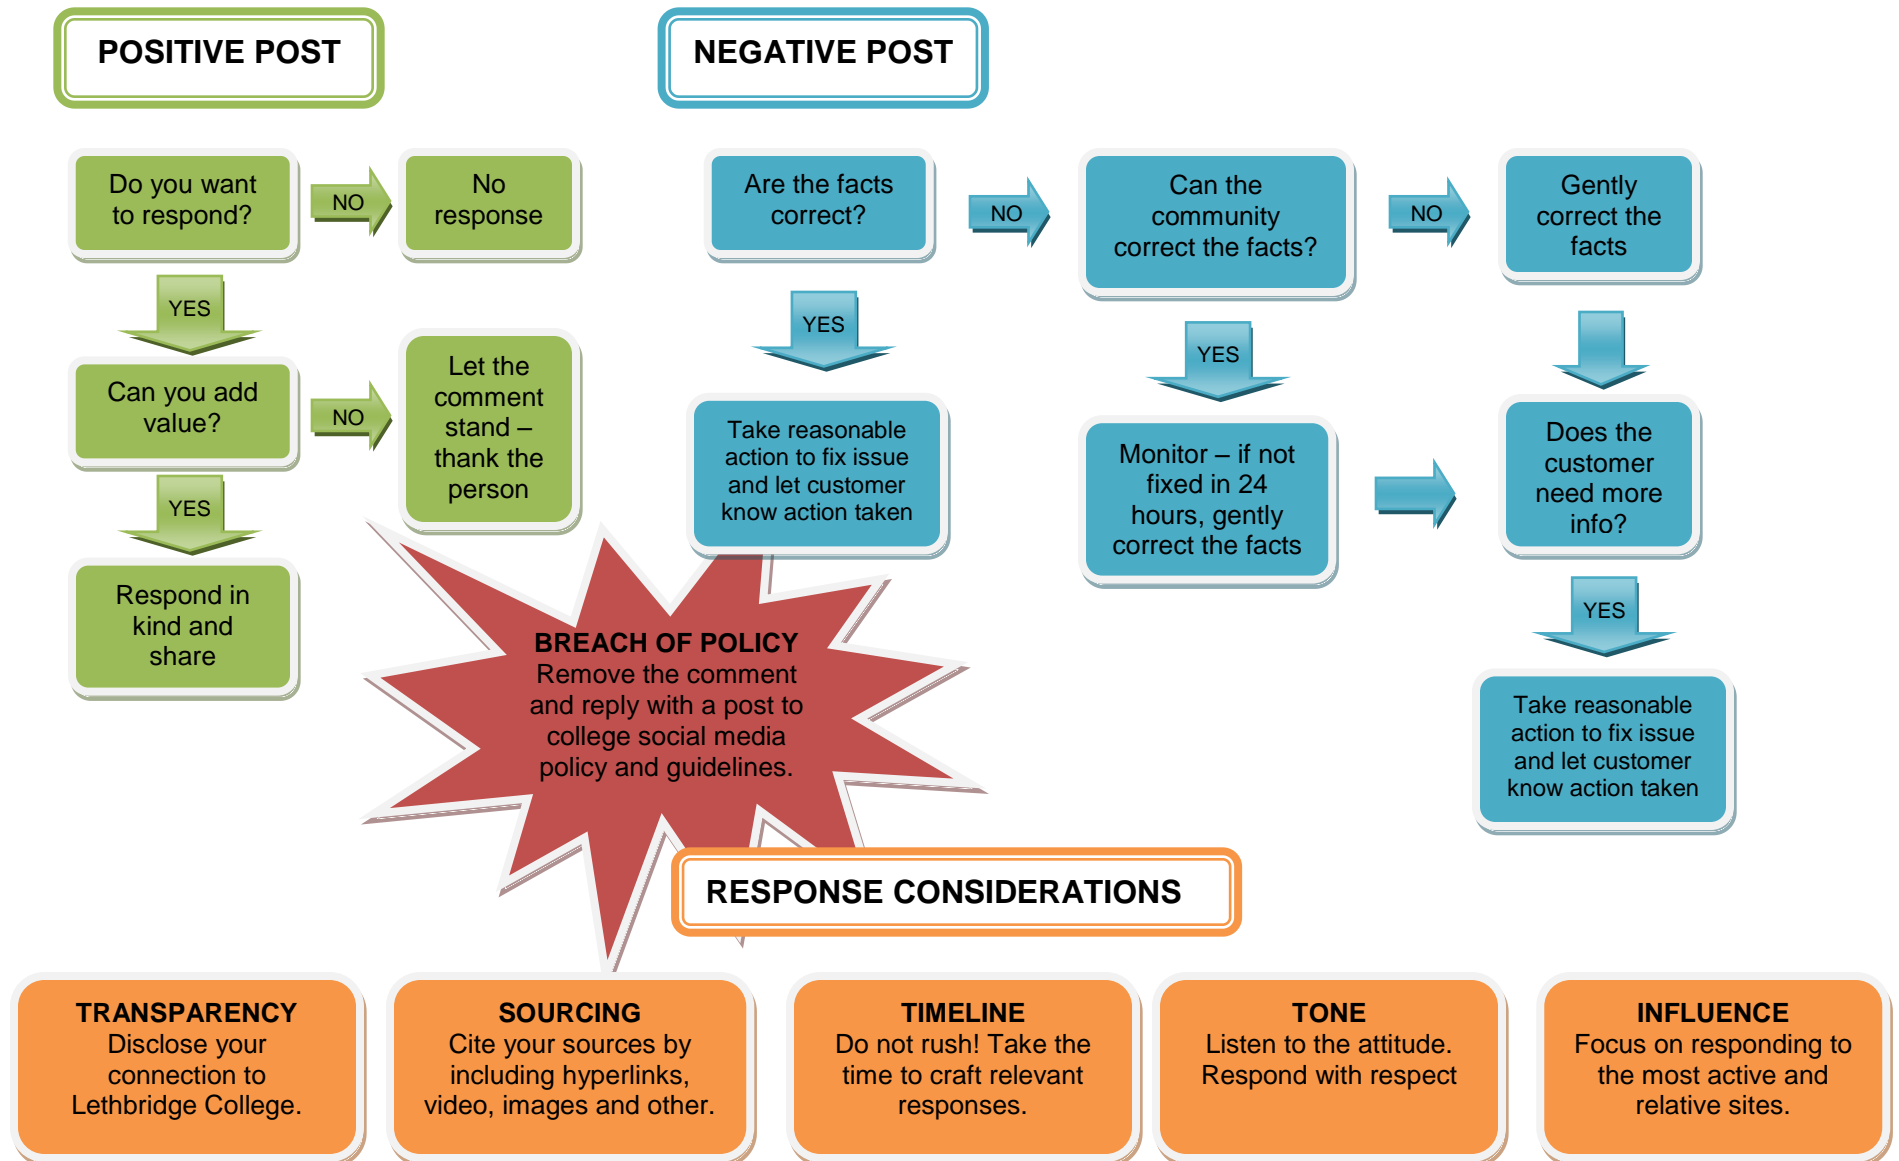 POSITIVE POST
NEGATIVE POST
Do you want
to respond?
NO
No
response
YES
Can you add
value?
NO
Let the
comment
stand –
thank the
person
YES
Respond in
kind and
share
Are the facts
correct?
NO
Can the
community
correct the facts?
NO
Gently
correct the
facts
YES
Take reasonable
action to fix issue
and let customer
know action taken
YES
Monitor – if not
fixed in 24
hours, gently
correct the facts
Does the
customer
need more
info?
YES
Take reasonable
action to fix issue
and let customer
know action taken
BREACH OF POLICY
Remove the comment
and reply with a post to
college social media
policy and guidelines.
RESPONSE CONSIDERATIONS
TRANSPARENCY
Disclose your
connection to
Lethbridge College.
SOURCING
Cite your sources by
including hyperlinks,
video, images and other.
TIMELINE
Do not rush! Take the
time to craft relevant
responses.
TONE
Listen to the attitude.
Respond with respect
INFLUENCE
Focus on responding to
the most active and
relative sites.